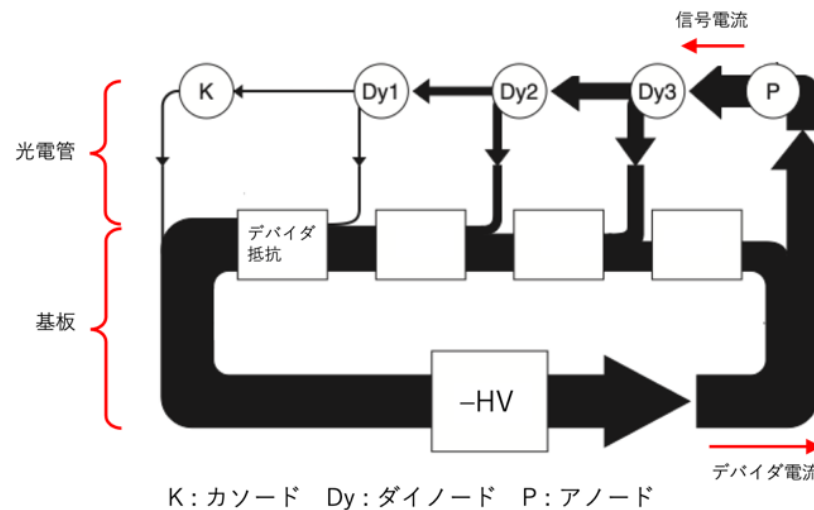 信号電流
K
Dy1
Dy2
Dy3
P
光電管
デバイダ
抵抗
基板
–HV
デバイダ電流
K : カソード Dy : ダイノード P : アノード